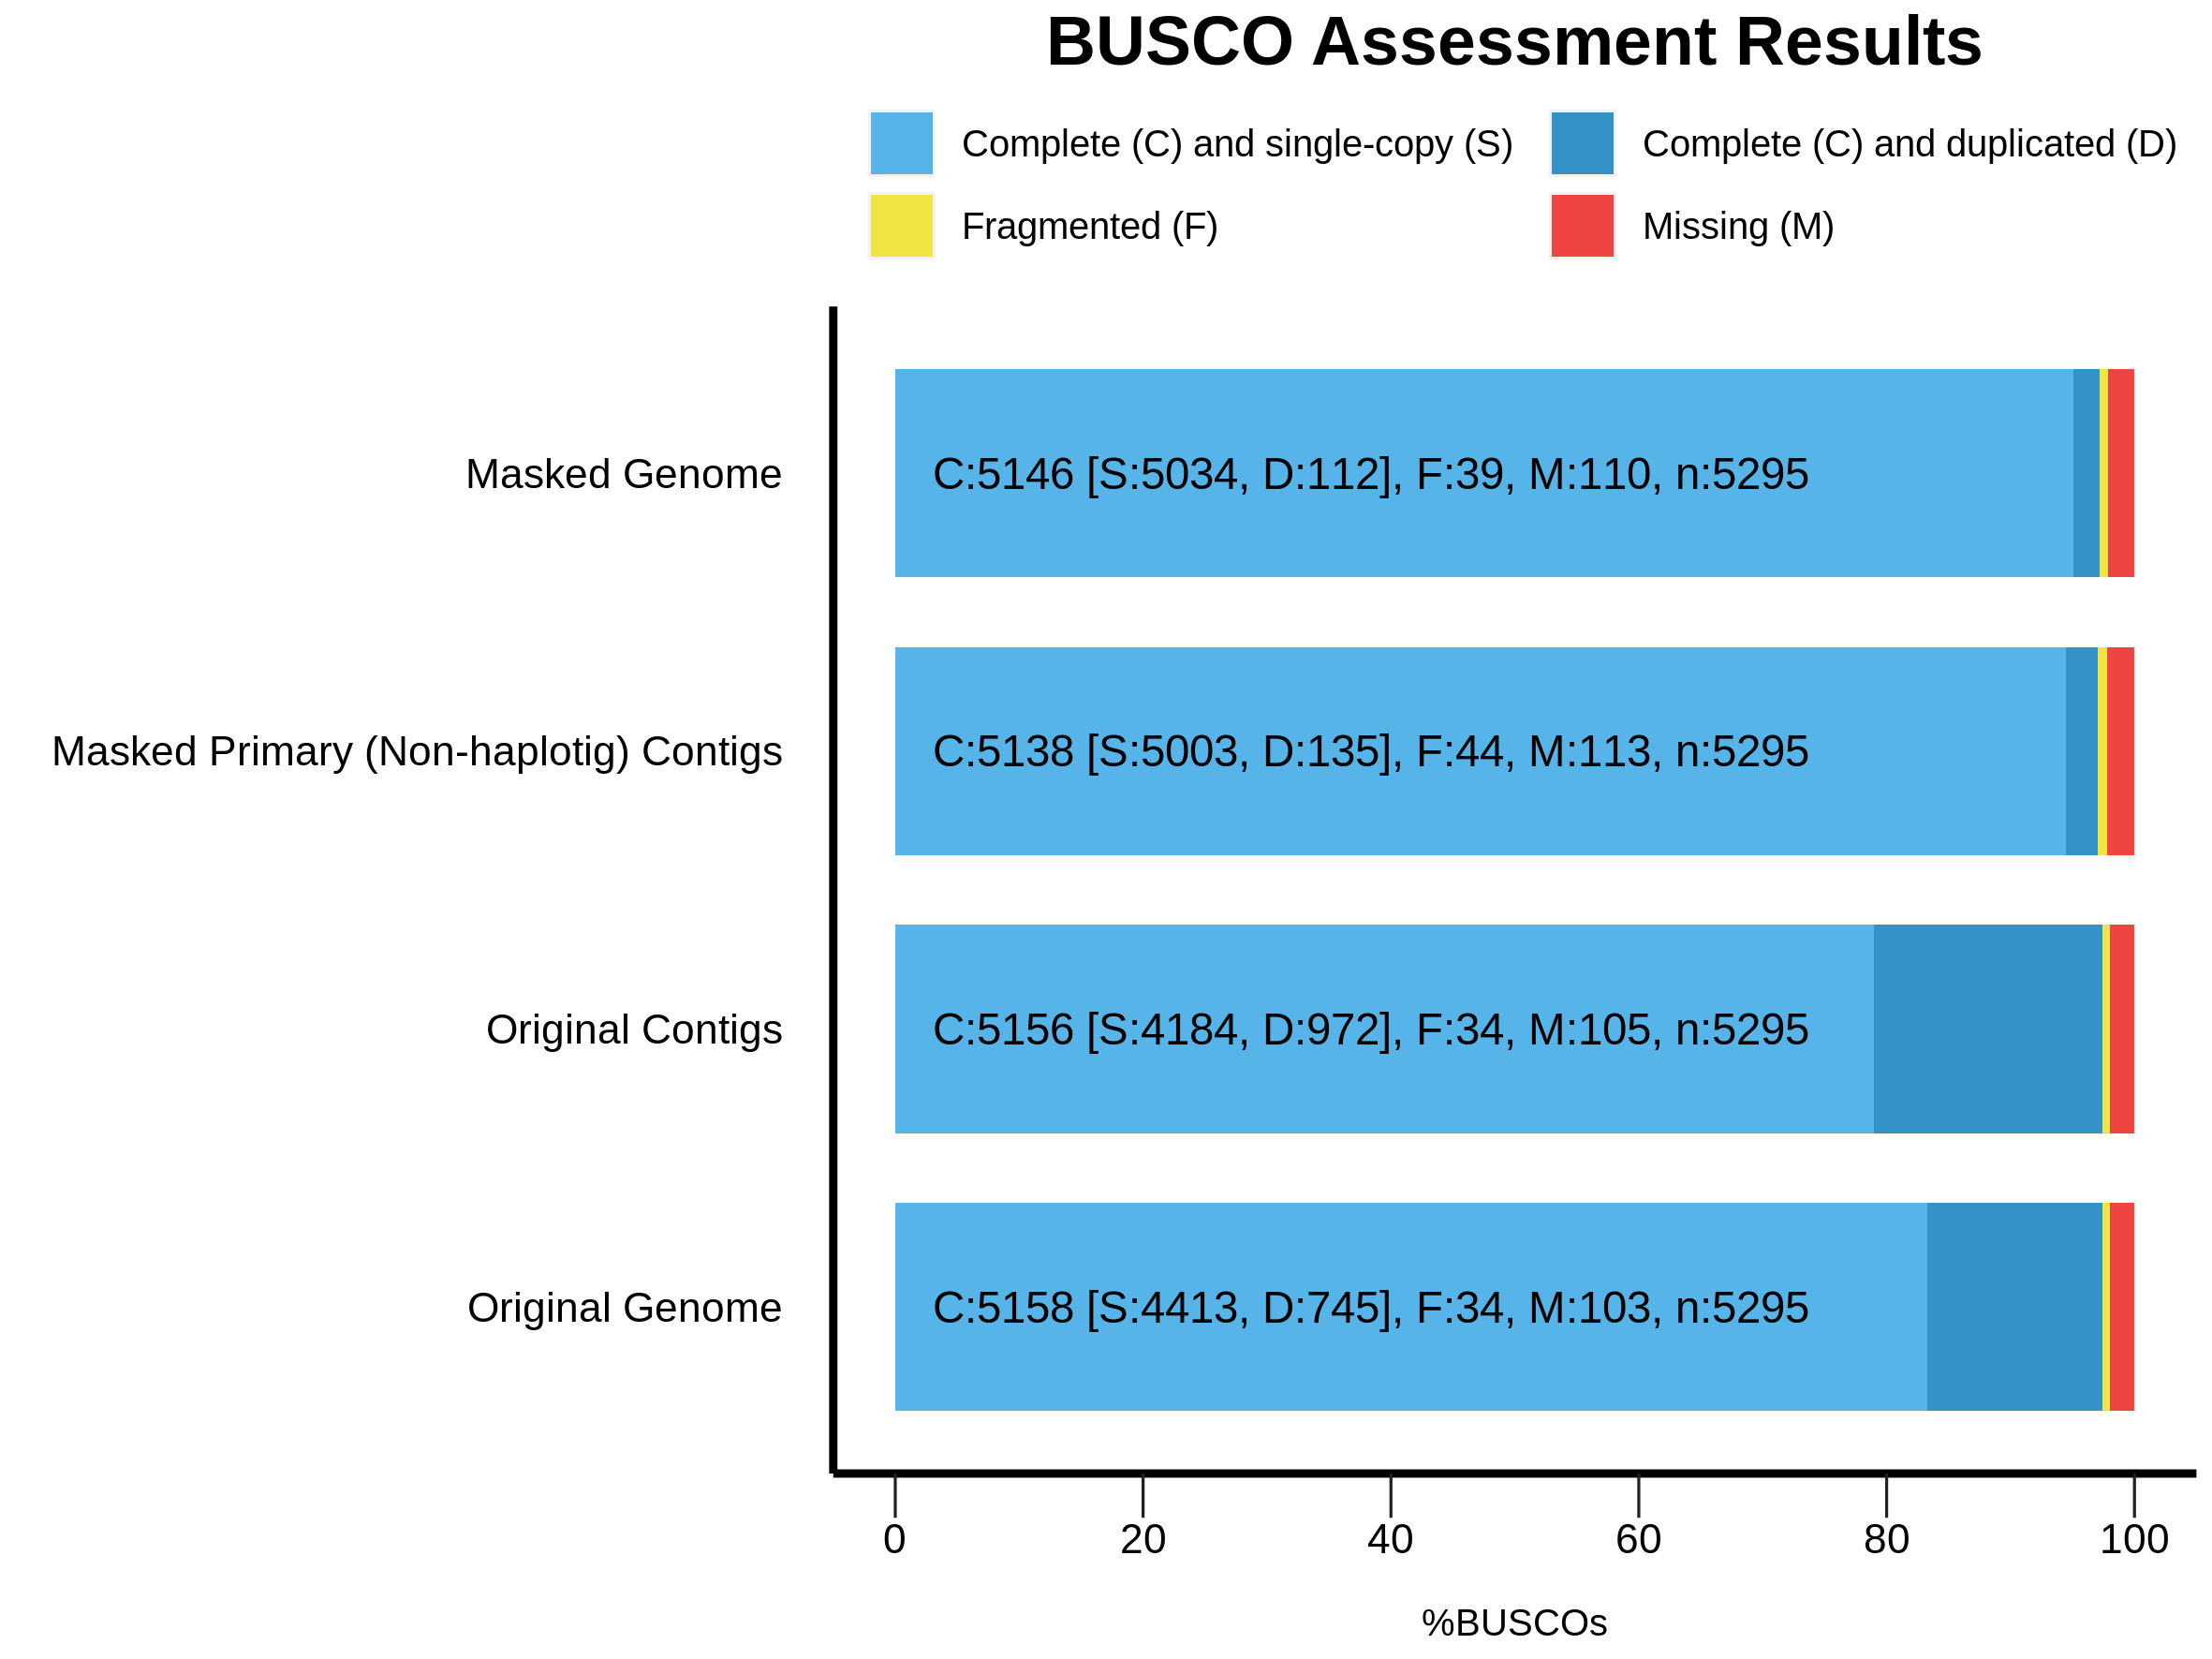 BUSCO Assessment Results
Complete (C) and single-copy (S) Complete (C) and duplicated (D)
Fragmented (F) Missing (M)
Masked Genome C:5146 [S:5034, D:112], F:39, M:110, n:5295
Masked Primary (Non-haplotig) Contigs C:5138 [S:5003, D:135], F:44, M:113, n:5295
Original Contigs C:5156 [S:4184, D:972], F:34, M:105, n:5295
Original Genome C:5158 [S:4413, D:745], F:34, M:103, n:5295
0 20 40 60 80 100
%BUSCOs